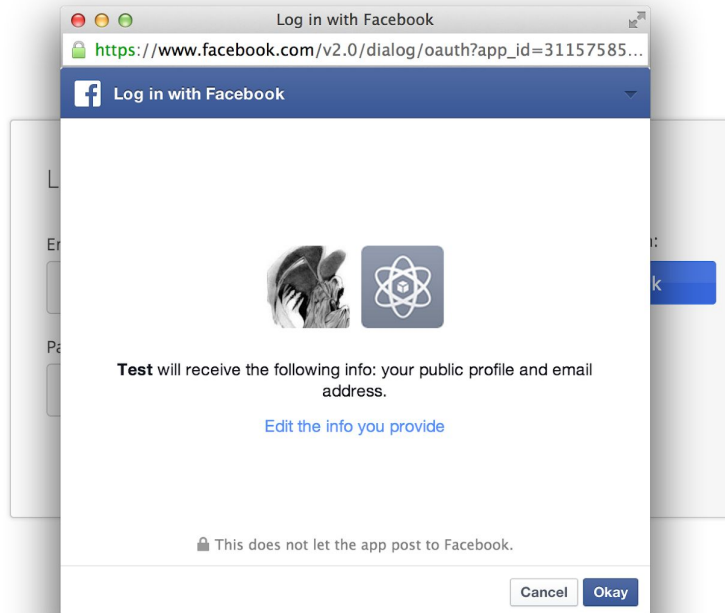 Log in with Facebook
https://www.facebook.com/v2.0/dialog/oauth?app_id=31157585...
Log in with Facebook
Test will receive the following info: your public profile and email
address.
Edit the info you provide
This does not let the app post to Facebook.
Cancel Okay